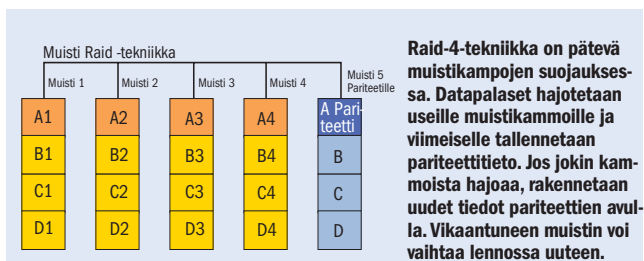 Muisti Raid -tekniikka
Muisti 1
Muisti 2
Muisti 3
Muisti 4
Muisti 5
Pariteetille
A1
A2
A3
A4
A Pari-
teetti
B1
B2
B3
B4
B
C1
C2
C3
C4
C
D1
D2
D3
D4
D
Raid-4-tekniikka on pätevä
muistikampojen suojaukses-
sa. Datapalaset hajotetaan
useille muistikammoille ja
viimeiselle tallennetaan
pariteettitieto. Jos jokin kam-
moista hajoaa, rakennetaan
uudet tiedot pariteettien avul-
la. Vikaantuneen muistin voi
vaihtaa lennossa uuteen.